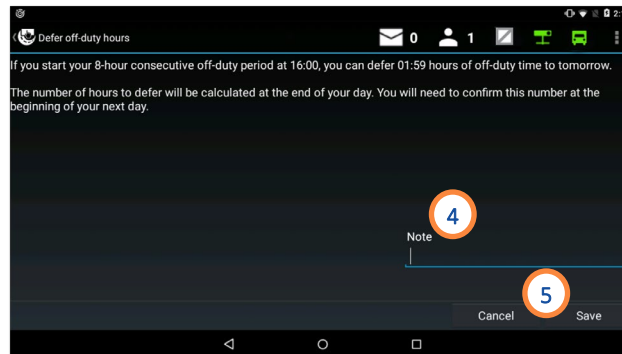 2:
Defer off-duty hours 0 1
If you start your 8-hour consecutive off-duty period at 16:00, you can defer 01:59 hours of off-duty time to tomorrow.
The number of hours to defer will be calculated at the end of your day. You will need to confirm this number at the
beginning of your next day.
4
Note
5
Cancel Save